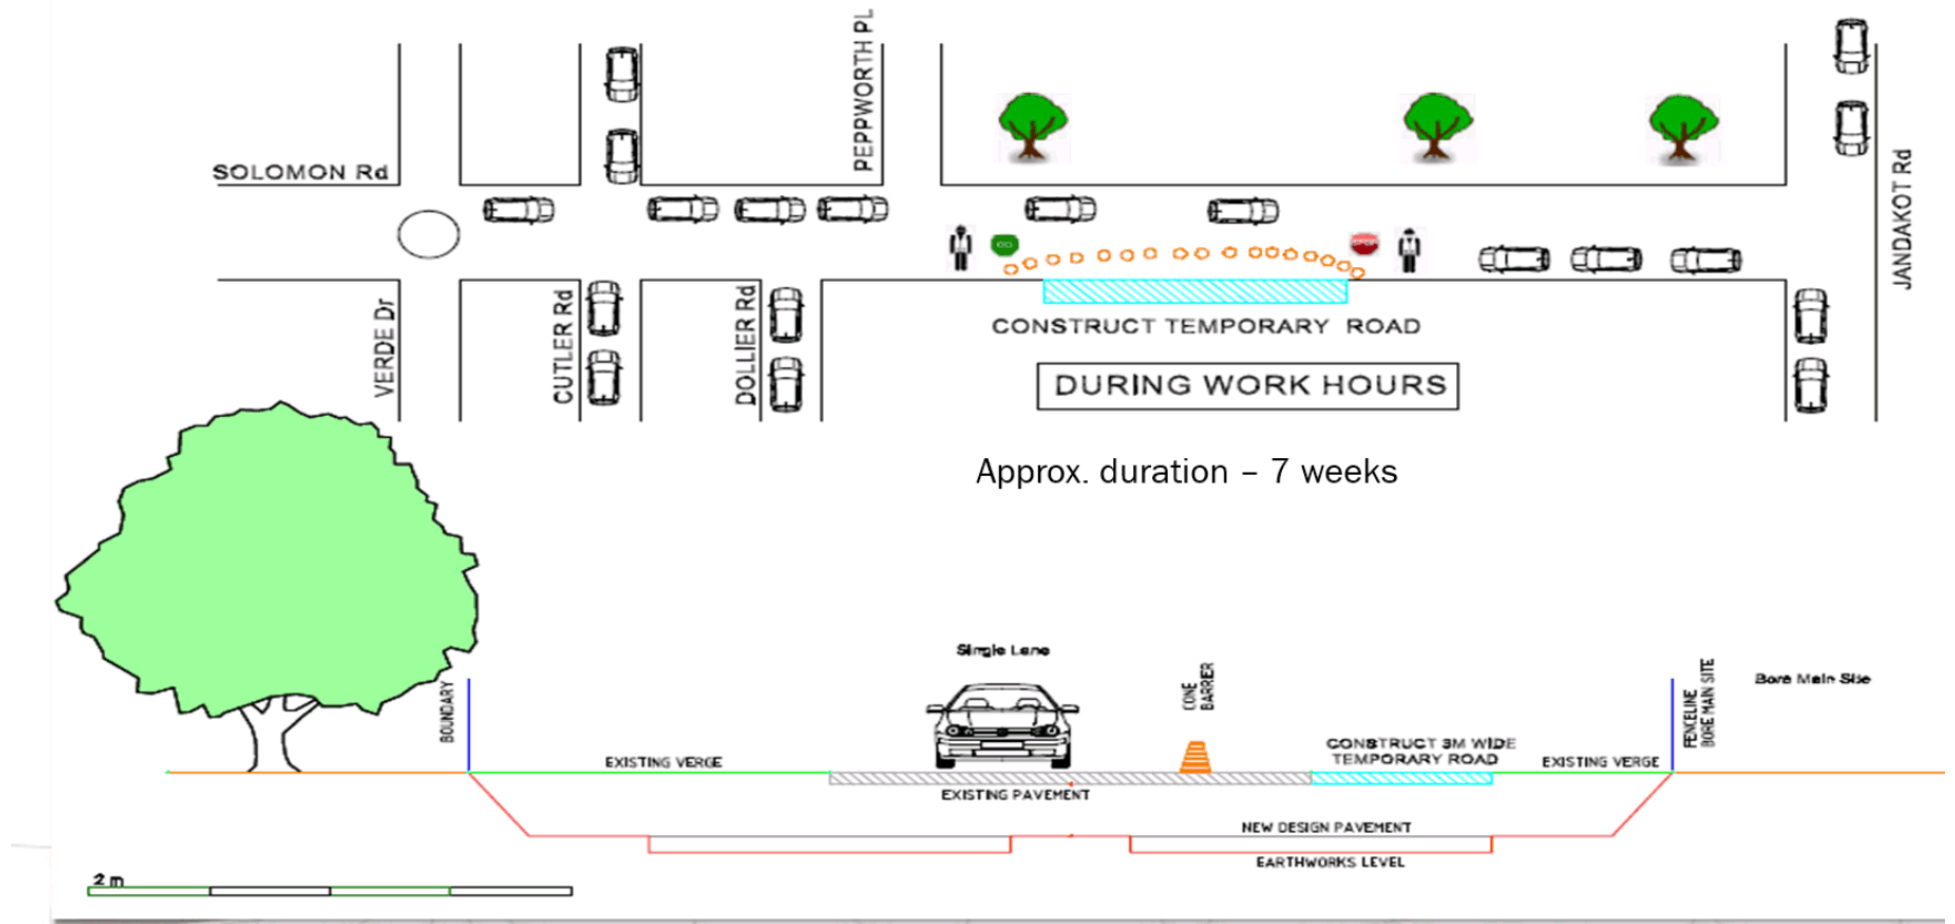 PEPPWORTH PL
SOLOMON Rd
JANDAKOT Rd
GO
STOP
VERDE Dr
CUTLER Rd
DOLLIER Rd
CONSTRUCT TEMPORARY ROAD
DURING WORK HOURS
Approx. duration – 7 weeks
Single Lane
CONE
BARRIER
BOUNDARY
FENCELINE
BORE MAIN SITE
Bore Main Site
EXISTING VERGE
CONSTRUCT 3M WIDE
TEMPORARY ROAD
EXISTING VERGE
EXISTING PAVEMENT
NEW DESIGN PAVEMENT
EARTHWORKS LEVEL
2 m